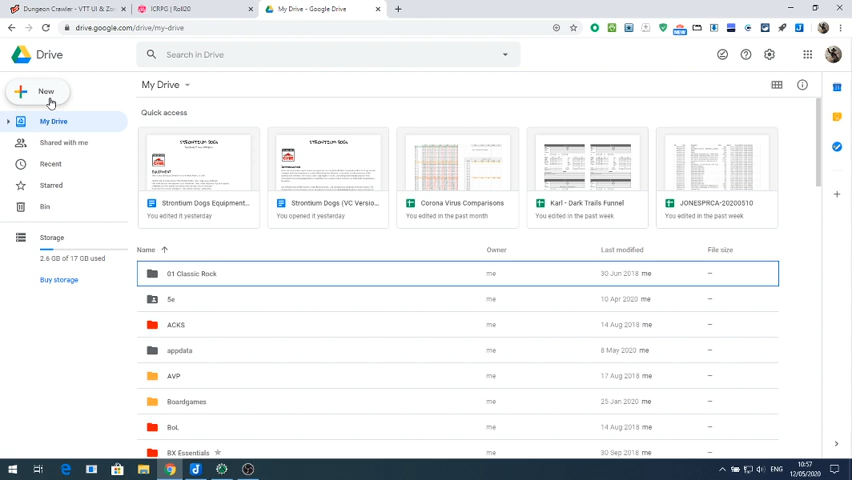 Dungeon Crawler - VTT UI & Zo
ICRPG | Roll20
My Drive - Google Drive
drive.google.com/drive/my-drive
NEW
Drive
Search in Drive
New
My Drive
Shared with me
Recent
Starred
Bin
Storage
2.6 GB of 17 GB used
Buy storage
My Drive
Quick access
STRONTIUM DOGS
EQUIPMENT
STRONTIUM DOGS
Strontium Dogs Equipment...
You edited it yesterday
Strontium Dogs (VC Versio...
You opened it yesterday
Corona Virus Comparisons
You edited in the past month
Karl - Dark Trails Funnel
You edited in the past week
JONESPRCA-20200510
You edited in the past week
Name
Owner
Last modified
File size
01 Classic Rock me 30 Jun 2018 me –
5e me 10 Apr 2020 me –
ACKS me 14 Aug 2018 me –
appdata me 8 May 2020 me –
AVP me 17 Aug 2018 me –
Boardgames me 25 Jan 2020 me –
BoL me 14 Aug 2018 me –
BX Essentials me 30 Sep 2018 me –
ENG
10:57
12/05/2020